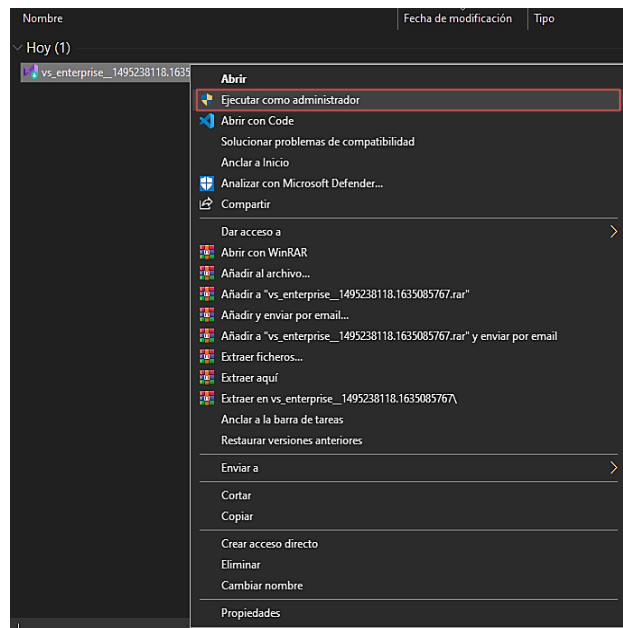 Nombre Fecha de modificación Tipo
Hoy (1)
vs_enterprise__1495238118.1635
Abrir
Ejecutar como administrador
Abrir con Code
Solucionar problemas de compatibilidad
Anclar a Inicio
Analizar con Microsoft Defender...
Compartir
Dar acceso a
Abrir con WinRAR
Añadir al archivo...
Añadir a "vs_enterprise__1495238118.1635085767.rar"
Añadir y enviar por email...
Añadir a "vs_enterprise__1495238118.1635085767.rar" y enviar por email
Extraer ficheros...
Extraer aquí
Extraer en vs_enterprise__1495238118.1635085767\
Anclar a la barra de tareas
Restaurar versiones anteriores
Enviar a
Cortar
Copiar
Crear acceso directo
Eliminar
Cambiar nombre
Propiedades